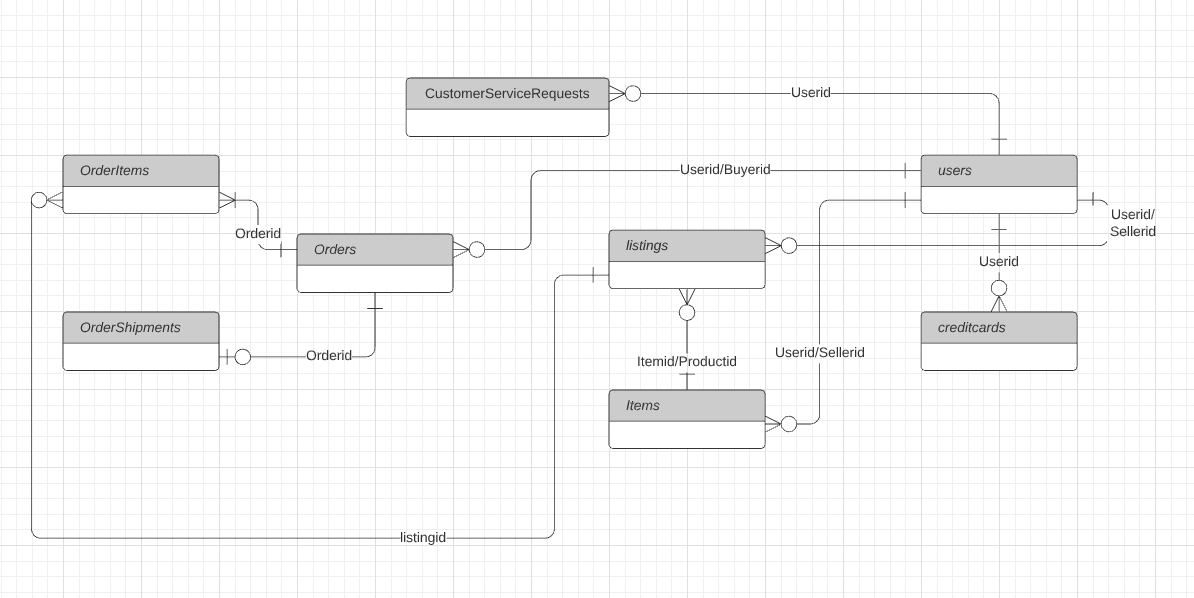 CustomerServiceRequests
Userid
OrderItems
Userid/Buyerid
users
Userid/
Sellerid
Orderid
Orders
listings
Userid
OrderShipments
creditcards
Orderid
Itemid/Productid
Userid/Sellerid
Items
listingid